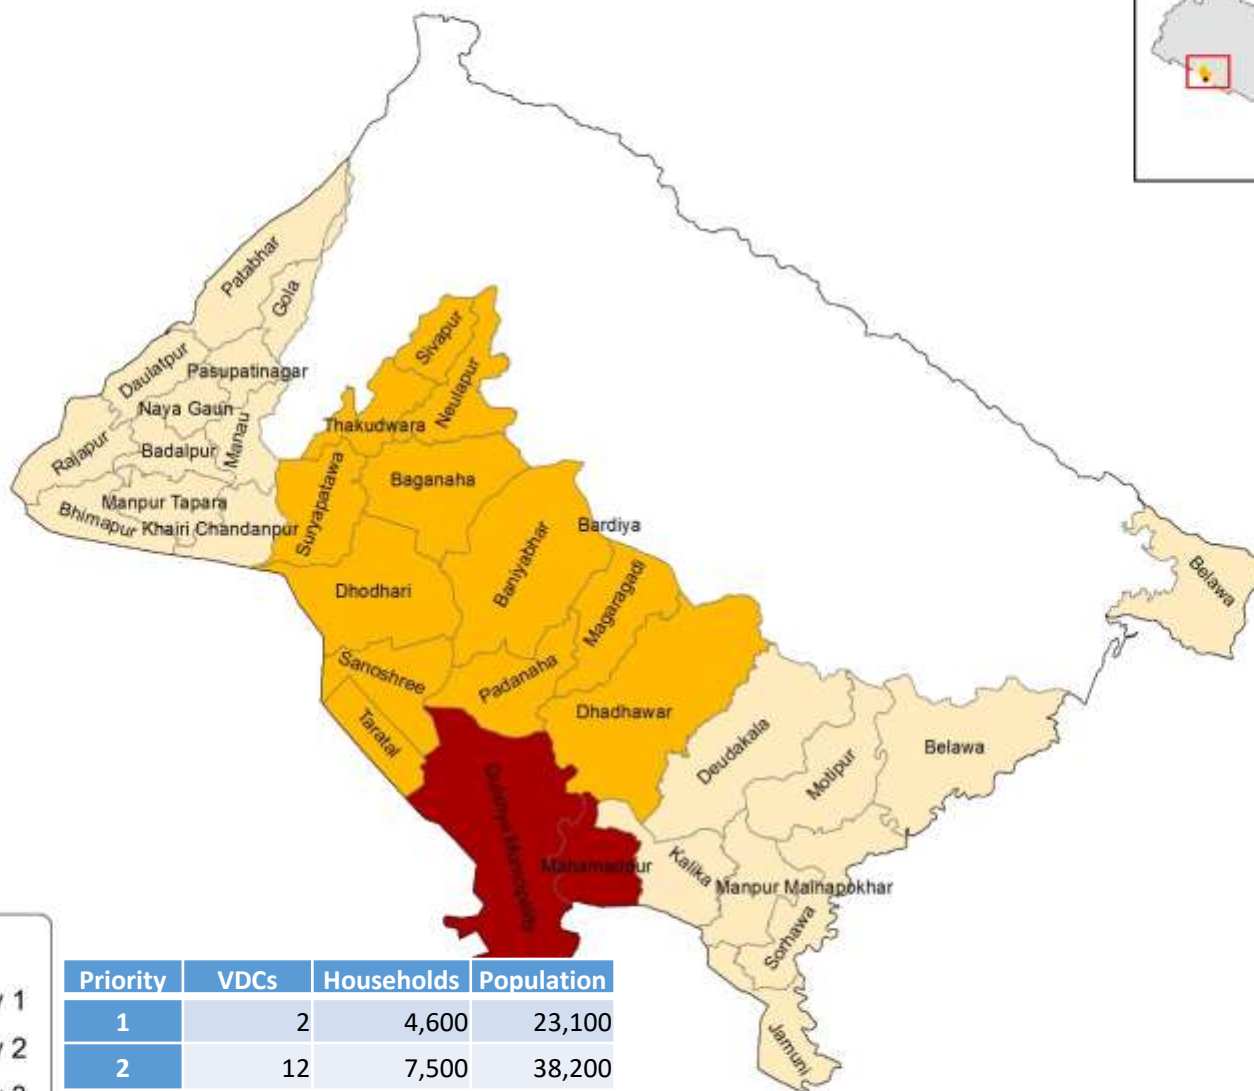 Patabhar
Gola
Sivapur
Daulatpur
Pasupatinagar
Neulapur
Naya Gaun
Thakudwara
Manau
Rajapur
Badalpur
Baganaha
Suryapatawa
Manpur Tapara
Bhimapur
Khairi Chandanpur
Bardiya
Baniyabhar
Belawa
Dhodhari
Magaragadi
Sanoshree
Padanaha
Taratal
Dhadhawar
Deudakala
Motipur
Belawa
Kalika
Manpur Mainapokhar
Sorhawa
Jamuni
Priority VDCs Households Population
1 2 4,600 23,100
2 12 7,500 38,200
1
2